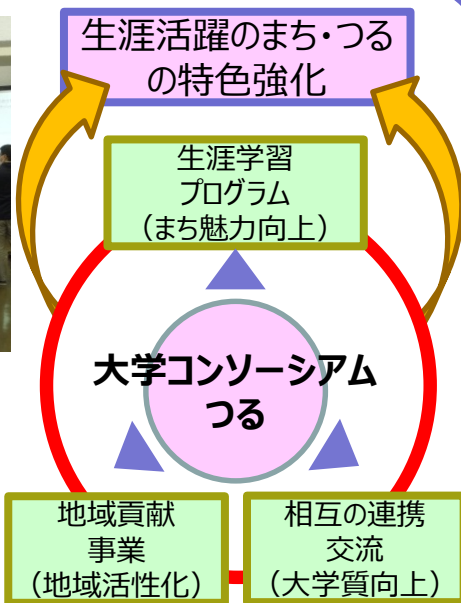 生涯活躍のまち・つる
の特色強化
生涯学習
プログラム
（まち魅力向上）
大学コンソーシアム
つる
地域貢献
事業
（地域活性化）
相互の連携
交流
（大学質向上）